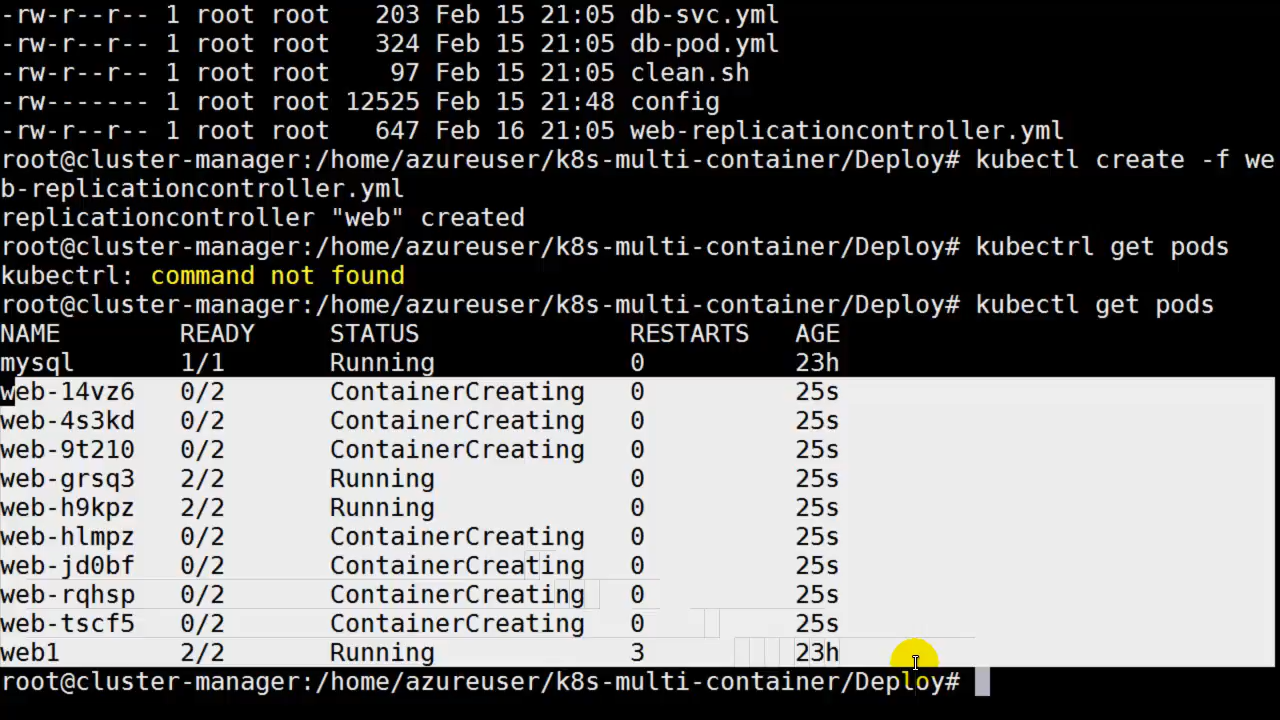 -rw-r--r-- 1 root root   203 Feb 15 21:05 db-svc.yml
-rw-r--r-- 1 root root   324 Feb 15 21:05 db-pod.yml
-rw-r--r-- 1 root root    97 Feb 15 21:05 clean.sh
-rw------- 1 root root 12525 Feb 15 21:48 config
-rw-r--r-- 1 root root   647 Feb 16 21:05 web-replicationcontroller.yml
root@cluster-manager:/home/azureuser/k8s-multi-container/Deploy# kubectl create -f we
b-replicationcontroller.yml
replicationcontroller "web" created
root@cluster-manager:/home/azureuser/k8s-multi-container/Deploy# kubectrl get pods
kubectrl: command not found
root@cluster-manager:/home/azureuser/k8s-multi-container/Deploy# kubectl get pods
NAME        READY     STATUS              RESTARTS   AGE
mysql       1/1       Running             0          23h
web-14vz6   0/2       ContainerCreating   0          25s
web-4s3kd   0/2       ContainerCreating   0          25s
web-9t210   0/2       ContainerCreating   0          25s
web-grsq3   2/2       Running             0          25s
web-h9kpz   2/2       Running             0          25s
web-hlmpz   0/2       ContainerCreating   0          25s
web-jd0bf   0/2       ContainerCreating   0          25s
web-rqhsp   0/2       ContainerCreating   0          25s
web-tscf5   0/2       ContainerCreating   0          25s
web1        2/2       Running             3          23h
root@cluster-manager:/home/azureuser/k8s-multi-container/Deploy#